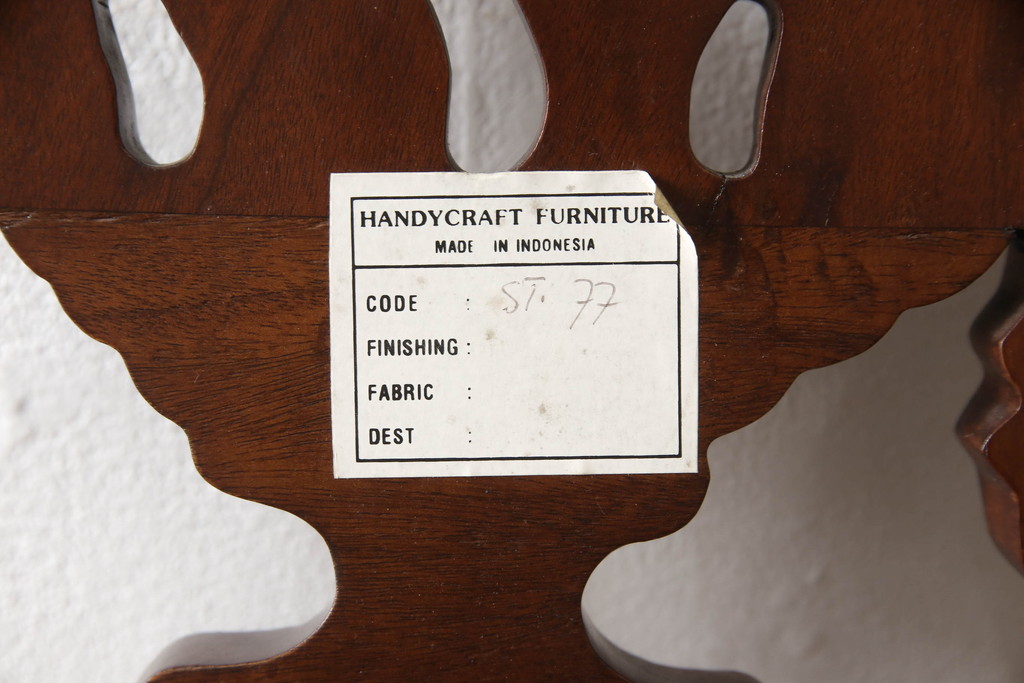 HANDYCRAFT FURNITURE
MADE IN INDONESIA
CODE : ST. 77
FINISHING :
FABRIC :
DEST :